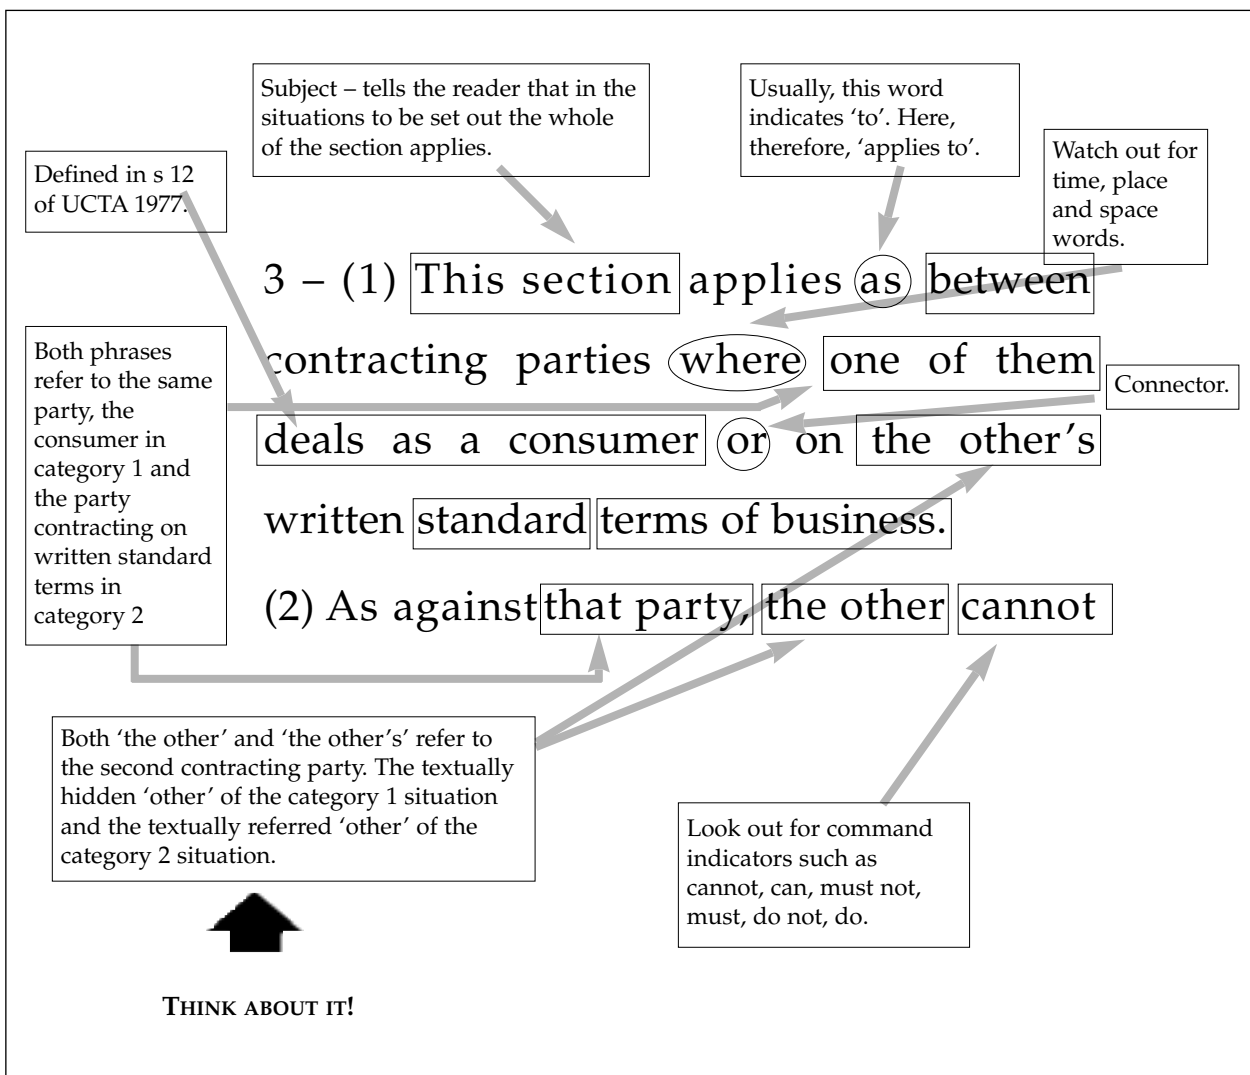 Subject – tells the reader that in the
situations to be set out the whole
of the section applies.
Usually, this word
indicates ‘to’. Here,
therefore, ‘applies to’.
Watch out for
time, place
and space
words.
Defined in s 12
of UCTA 1977.
3 – (1) This section applies as between
contracting parties where one of them
deals as a consumer or on the other’s
written standard terms of business.
(2) As against that party, the other cannot
Both phrases
refer to the same
party, the
consumer in
category 1 and
the party
contracting on
written standard
terms in
category 2
Connector.
Both ‘the other’ and ‘the other’s’ refer to
the second contracting party. The textually
hidden ‘other’ of the category 1 situation
and the textually referred ‘other’ of the
category 2 situation.
Look out for command
indicators such as
cannot, can, must not,
must, do not, do.
THINK ABOUT IT!